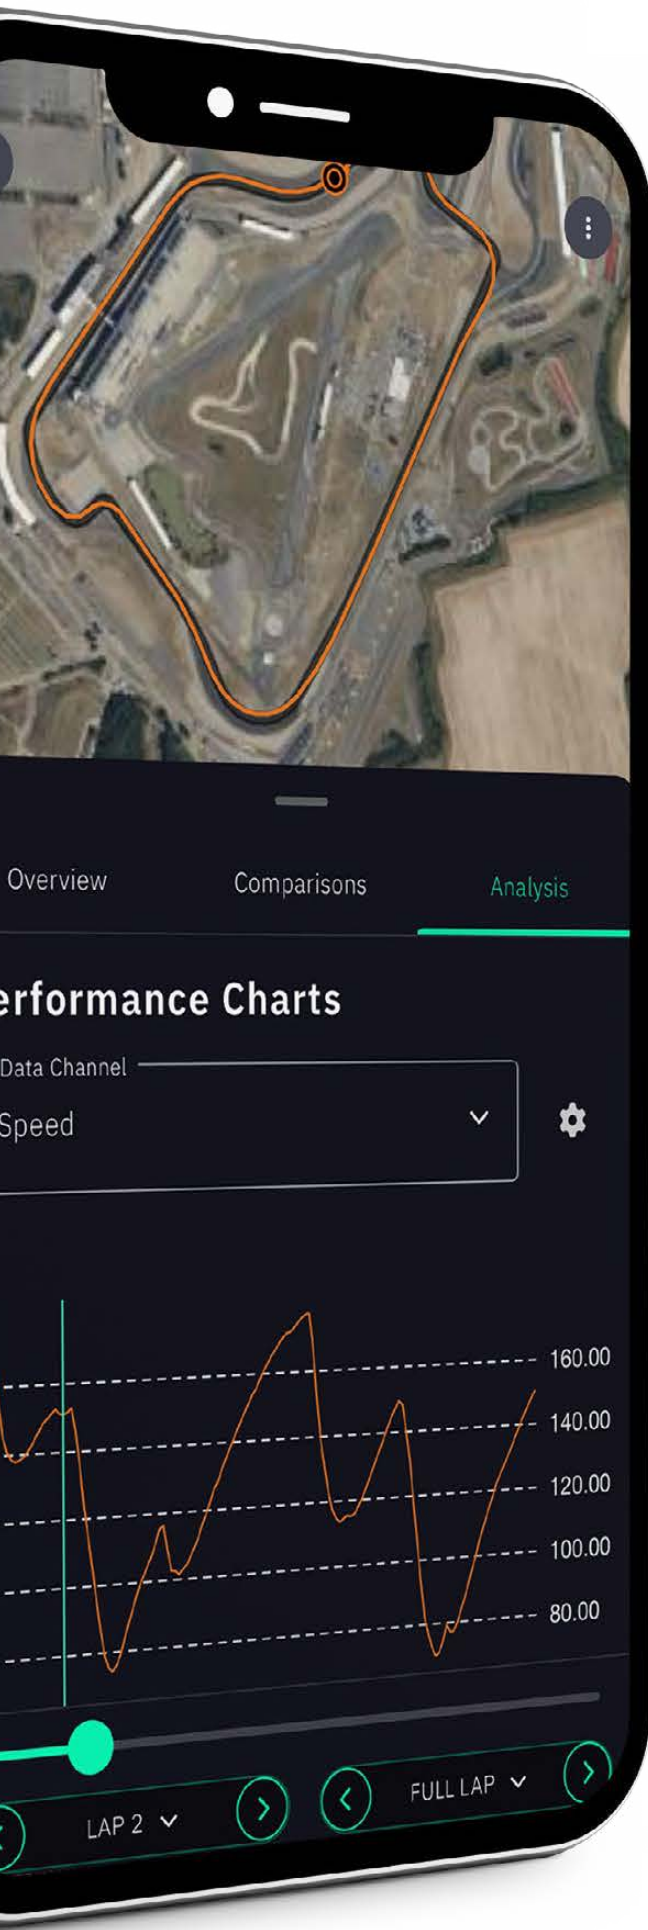 Overview
Comparisons
Analysis
erformance Charts
Data Channel
Speed
160.00
140.00
120.00
100.00
80.00
LAP 2
FULL LAP